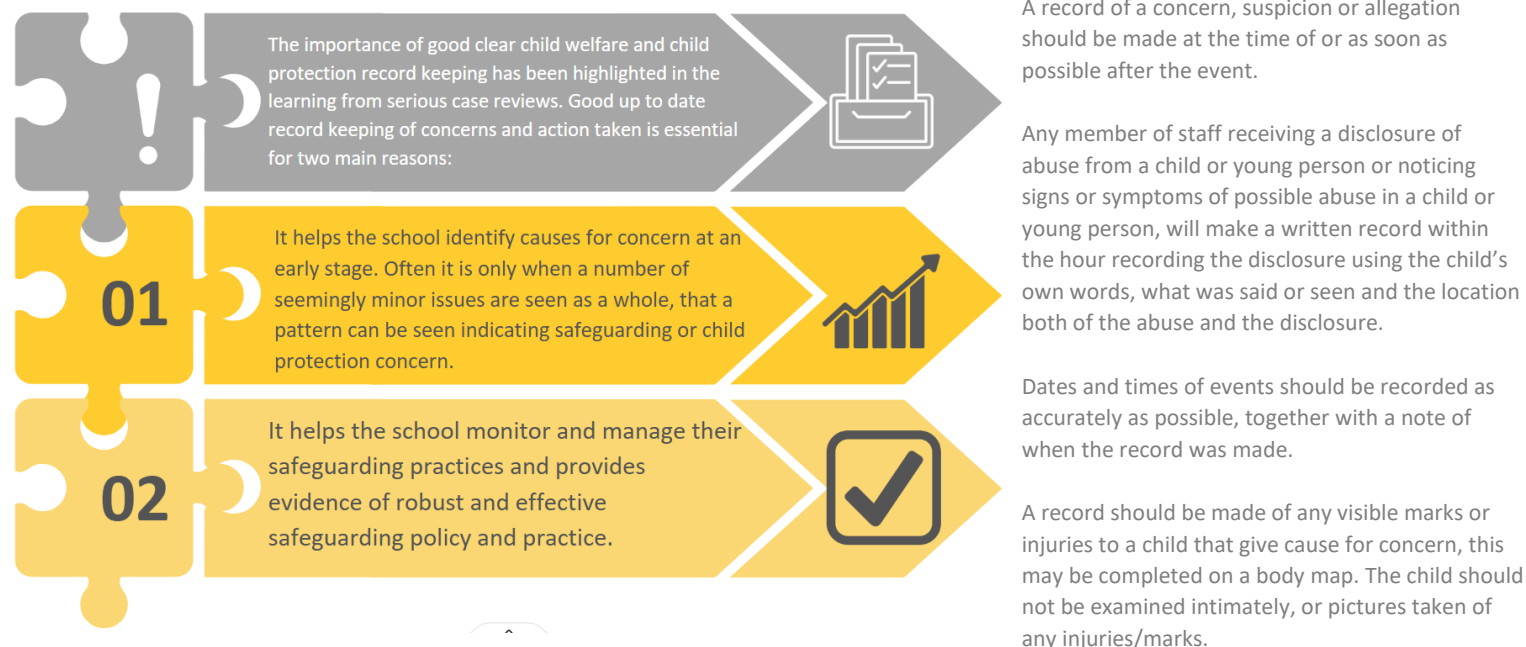 The importance of good clear child welfare and child
protection record keeping has been highlighted in the
learning from serious case reviews. Good up to date
record keeping of concerns and action taken is essential
for two main reasons:
01
It helps the school identify causes for concern at an
early stage. Often it is only when a number of
seemingly minor issues are seen as a whole, that a
pattern can be seen indicating safeguarding or child
protection concern.
02
It helps the school monitor and manage their
safeguarding practices and provides
evidence of robust and effective
safeguarding policy and practice.
A record of a concern, suspicion or allegation
should be made at the time of or as soon as
possible after the event.
Any member of staff receiving a disclosure of
abuse from a child or young person or noticing
signs or symptoms of possible abuse in a child or
young person, will make a written record within
the hour recording the disclosure using the child’s
own words, what was said or seen and the location
both of the abuse and the disclosure.
Dates and times of events should be recorded as
accurately as possible, together with a note of
when the record was made.
A record should be made of any visible marks or
injuries to a child that give cause for concern, this
may be completed on a body map. The child should
not be examined intimately, or pictures taken of
any injuries/marks.